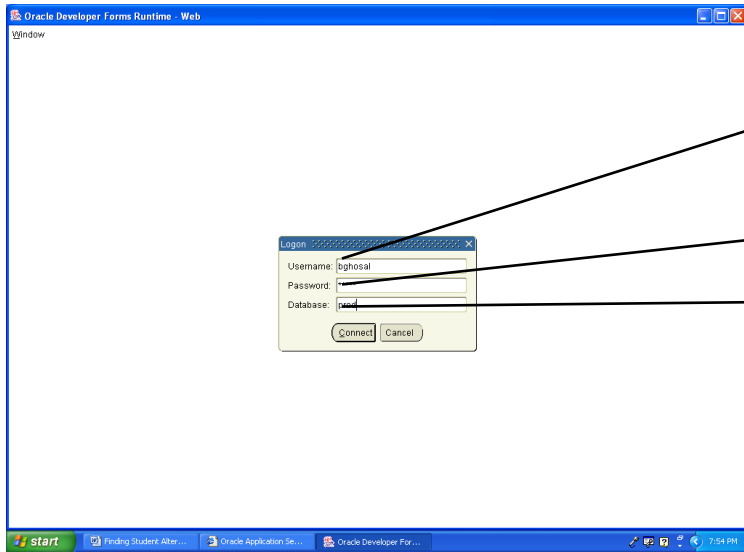 Oracle Developer Forms Runtime - Web
Window
Logon
Username: bghosal
Password: *****
Database: prod
Connect Cancel
start Finding Student Alter... Oracle Application Se... Oracle Developer For... 7:54 PM